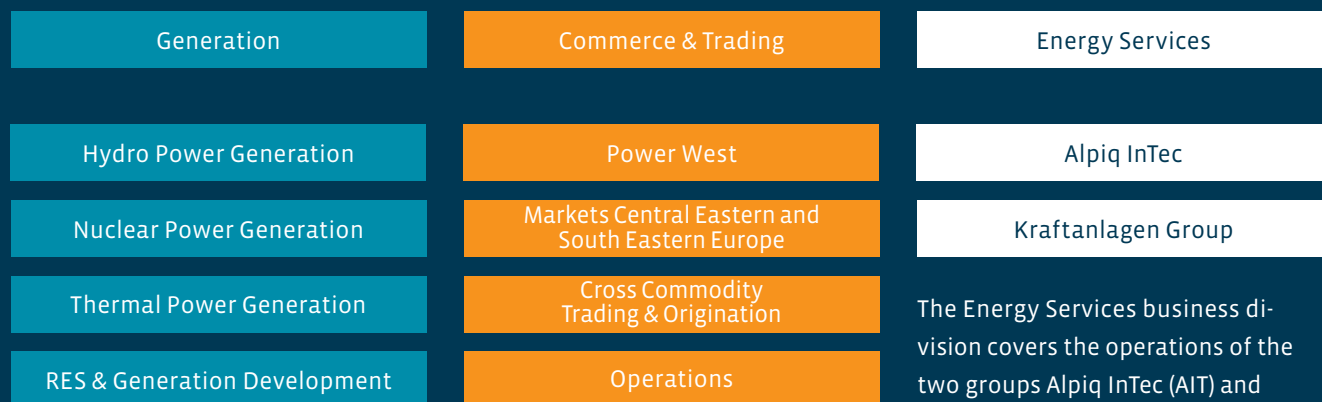 Generation
Commerce & Trading
Energy Services
Hydro Power Generation
Power West
Alpiq InTec
Nuclear Power Generation
Markets Central Eastern and
South Eastern Europe
Kraftanlagen Group
Thermal Power Generation
Cross Commodity
Trading & Origination
RES & Generation Development
Operations
The Energy Services business di-
vision covers the operations of the
two groups Alpiq InTec (AIT) and